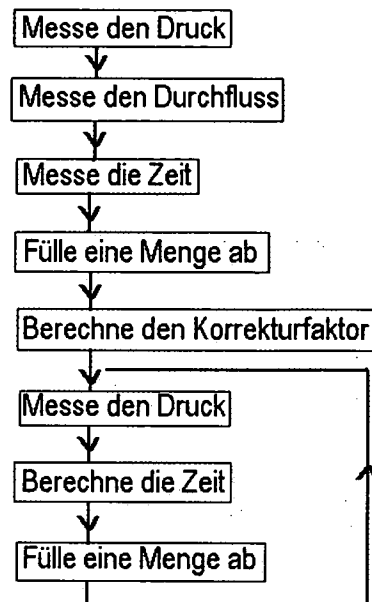 Messe den Druck
Messe den Durchfluss
Messe die Zeit
Fülle eine Menge ab
Berechne den Korrekturfaktor
Messe den Druck
Berechne die Zeit
Fülle eine Menge ab